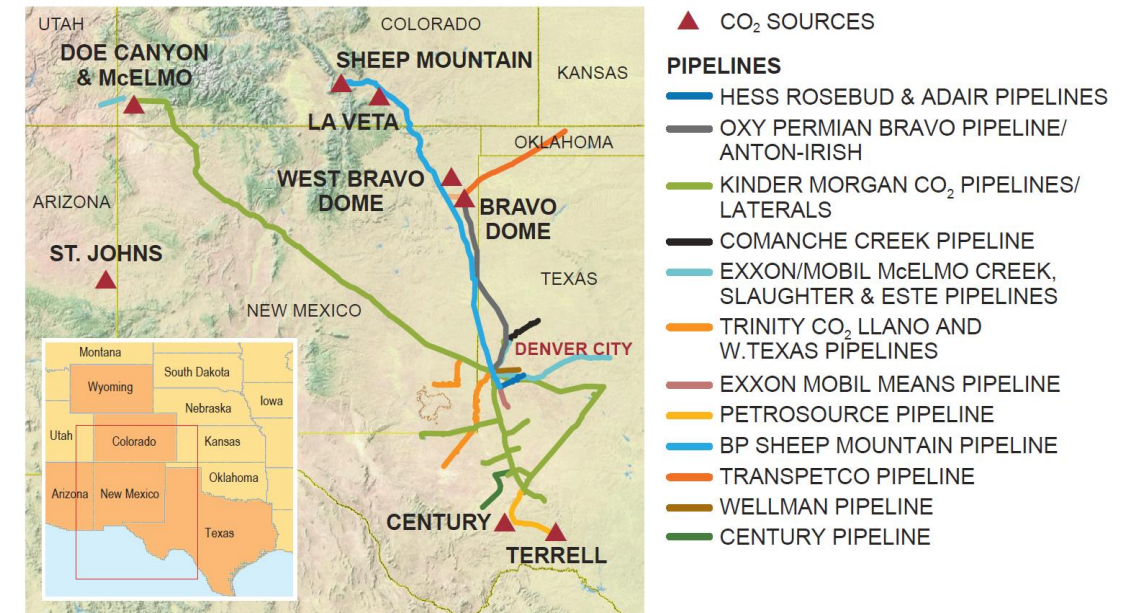 UTAH
COLORADO
DOE CANYON
& McELMO
SHEEP MOUNTAIN
KANSAS
LA VETA
OKLAHOMA
WEST BRAVO
DOME
ARIZONA
BRAVO
DOME
ST. JOHNS
TEXAS
NEW MEXICO
DENVER CITY
CENTURY
TERRELL
Montana
South Dakota
Wyoming
Iowa
Nebraska
Utah
Colorado
Kansas
Oklahoma
Arizona
New Mexico
Texas
CO₂ SOURCES
PIPELINES
HESS ROSEBUD & ADAIR PIPELINES
OXY PERMIAN BRAVO PIPELINE/
ANTON-IRISH
KINDER MORGAN CO₂ PIPELINES/
LATERALS
COMANCHE CREEK PIPELINE
EXXON/MOBIL McELMO CREEK,
SLAUGHTER & ESTE PIPELINES
TRINITY CO₂ LLANO AND
W.TEXAS PIPELINES
EXXON MOBIL MEANS PIPELINE
PETROSOURCE PIPELINE
BP SHEEP MOUNTAIN PIPELINE
TRANSPETCO PIPELINE
WELLMAN PIPELINE
CENTURY PIPELINE